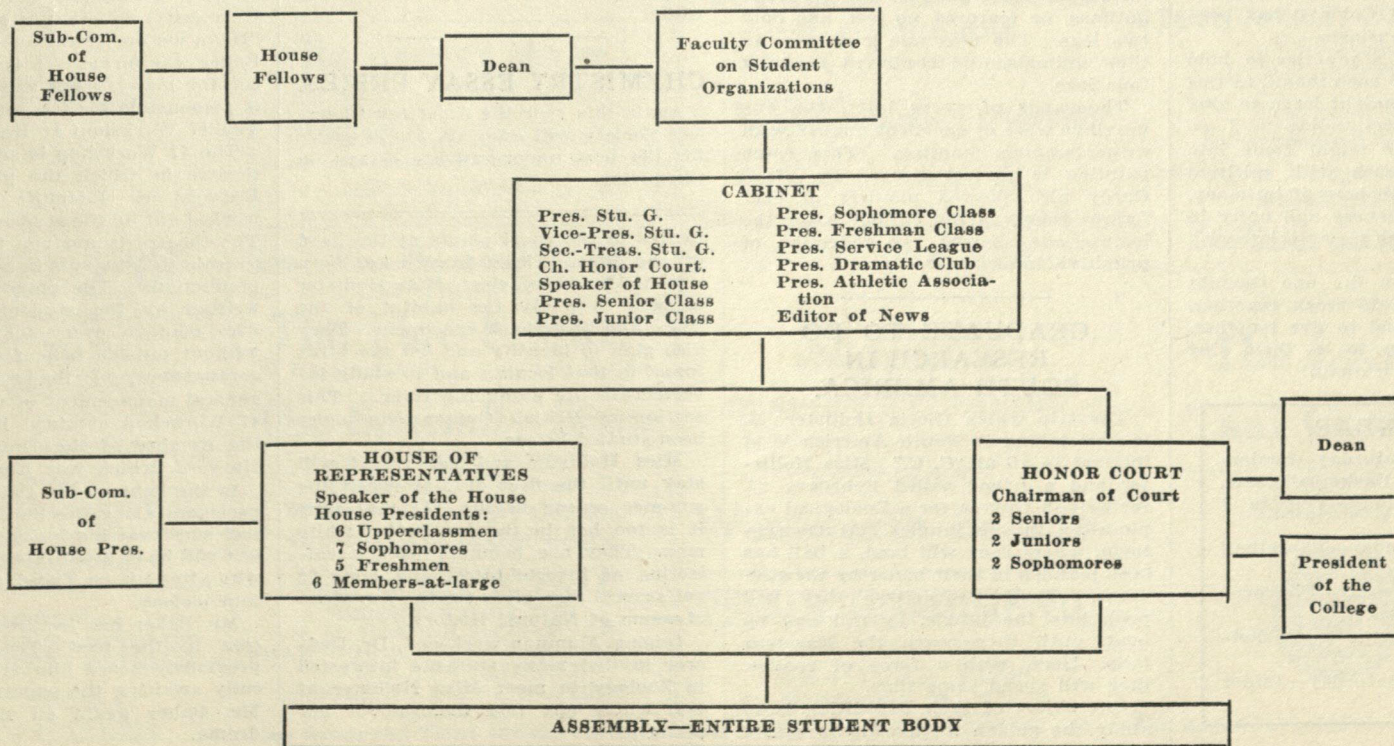 Sub-Com.
of
House
Fellows
House
Fellows
Dean
Faculty Committee
on Student
Organizations
CABINET
Pres. Stu. G.
Vice-Pres. Stu. G.
Sec.-Treas. Stu. G.
Ch. Honor Court.
Speaker of House
Pres. Senior Class
Pres. Junior Class
Pres. Sophomore Class
Pres. Freshman Class
Pres. Service League
Pres. Dramatic Club
Pres. Athletic Associa-
tion
Editor of News
Sub-Com.
of
House Pres.
HOUSE OF
REPRESENTATIVES
Speaker of the House
House Presidents:
6 Upperclassmen
7 Sophomores
5 Freshmen
6 Members-at-large
HONOR COURT
Chairman of Court
2 Seniors
2 Juniors
2 Sophomores
Dean
President
of the
College
ASSEMBLY—ENTIRE STUDENT BODY